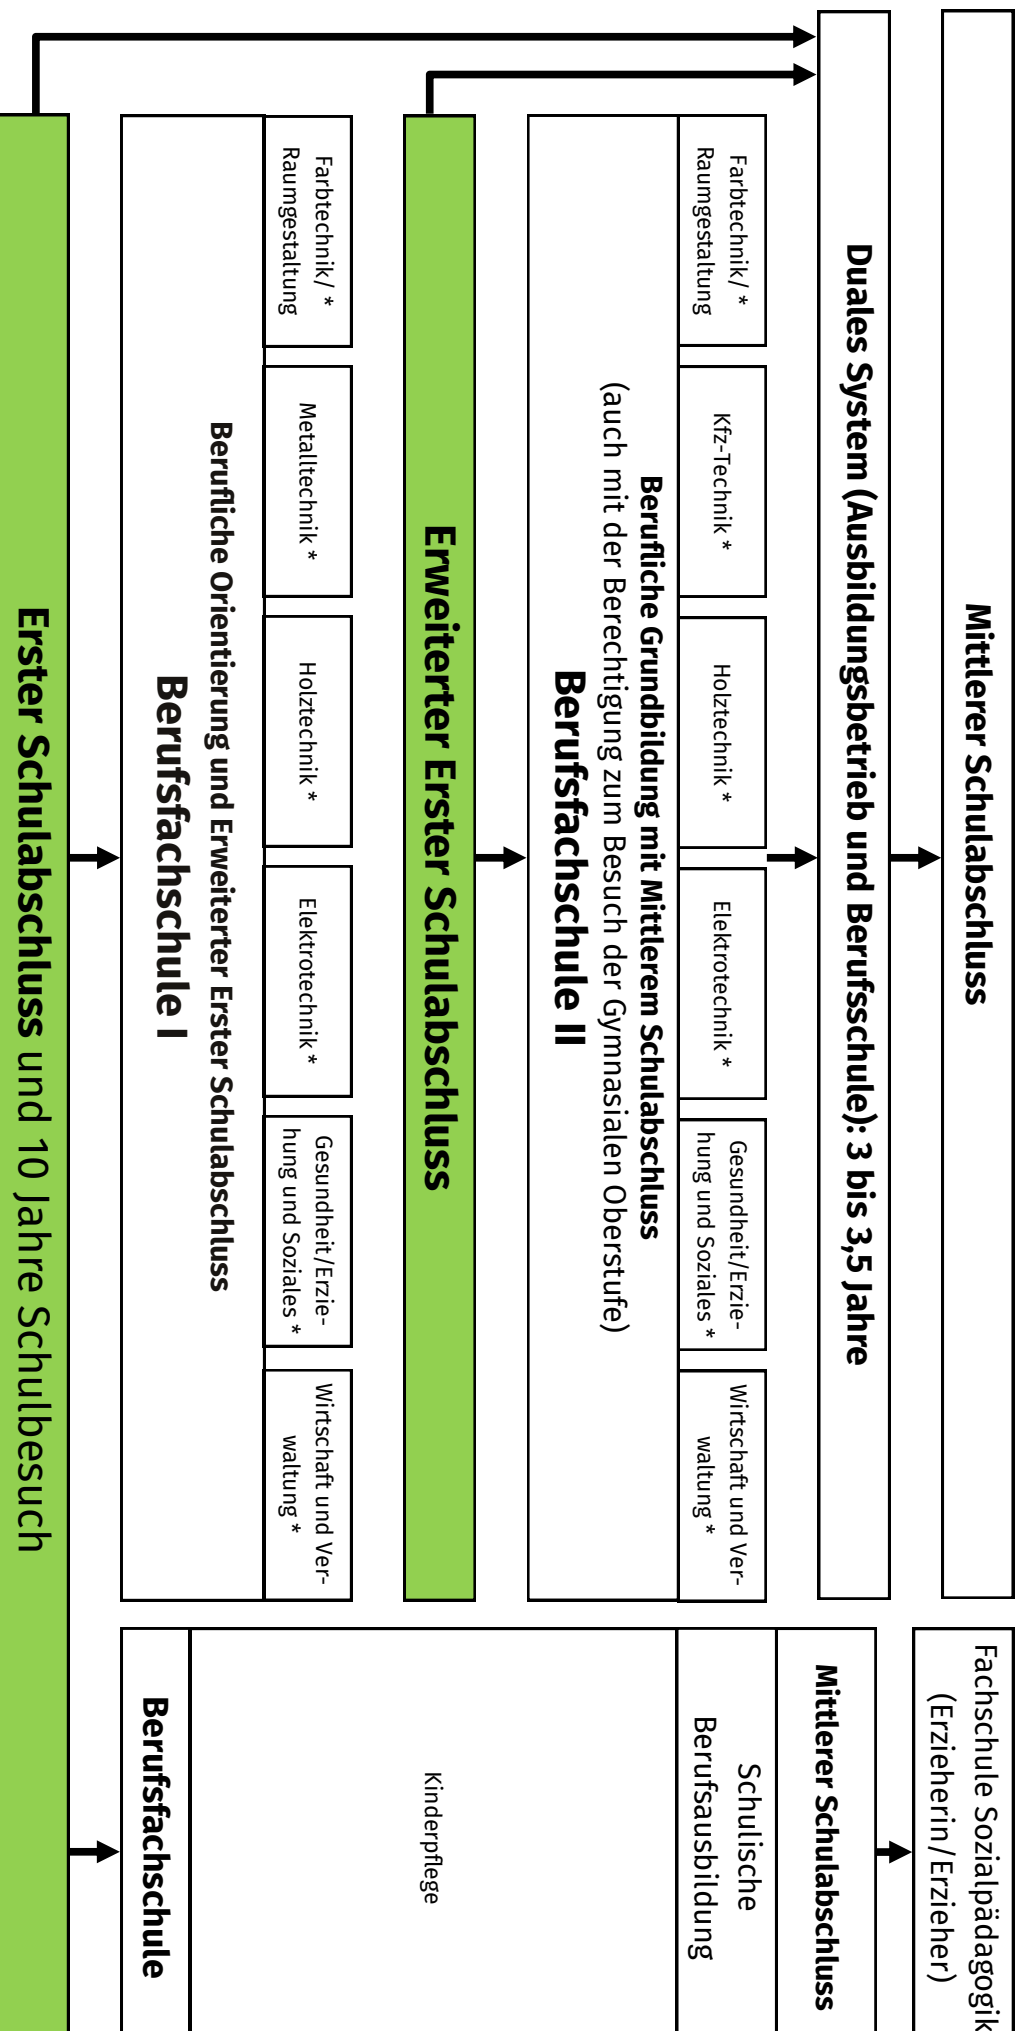 Mittlerer Schulabschluss
Fachschule Sozialpädagogik
(Erzieherin/Erzieher)
Duales System (Ausbildungsbetrieb und Berufsschule): 3 bis 3,5 Jahre
Mittlerer Schulabschluss
Farbtechnik/ *
Raumgestaltung
Kfz-Technik *
Holztechnik *
Elektrotechnik *
Gesundheit/Erzie-
hung und Soziales *
Wirtschaft und Ver-
waltung *
Schulische
Berufsausbildung
Berufliche Grundbildung mit Mittlerem Schulabschluss
(auch mit der Berechtigung zum Besuch der Gymnasialen Oberstufe)
Berufsfachschule II
Erweiterter Erster Schulabschluss
Kinderpflege
Farbtechnik/ *
Raumgestaltung
Metalltechnik *
Holztechnik *
Elektrotechnik *
Gesundheit/Erzie-
hung und Soziales *
Wirtschaft und Ver-
waltung *
Berufliche Orientierung und Erweiterter Erster Schulabschluss
Berufsfachschule I
Berufsfachschule
Erster Schulabschluss und 10 Jahre Schulbesuch